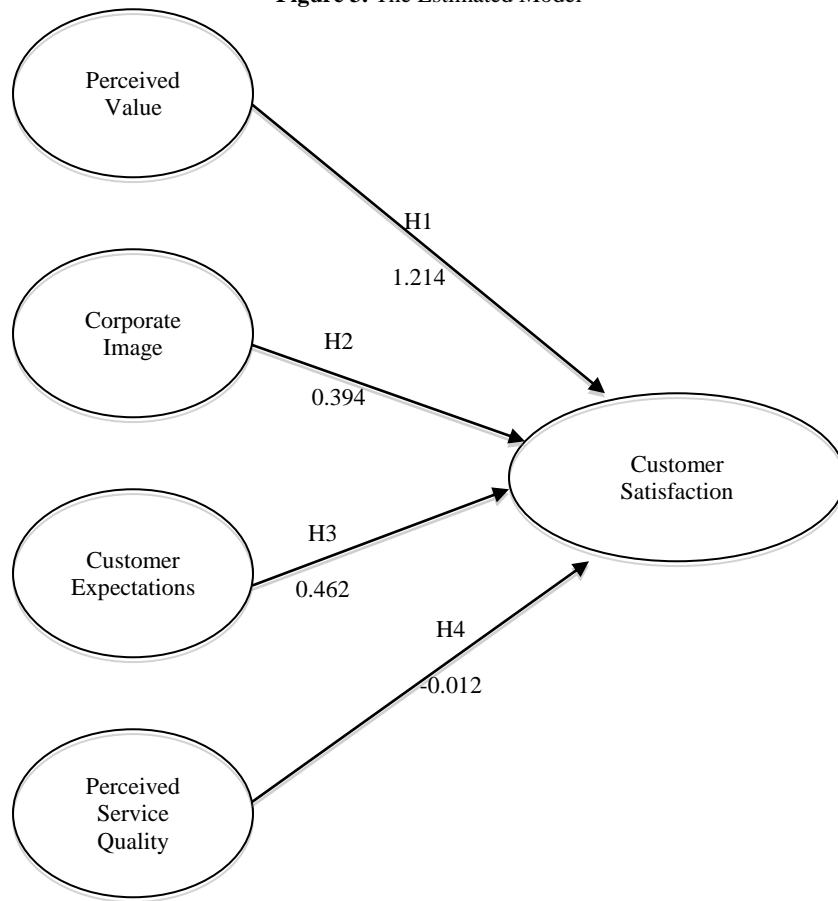 Figure 3. The Estimated Model
Perceived
Value
H1
1.214
Corporate
Image
H2
0.394
Customer
Satisfaction
Customer
Expectations
H3
0.462
H4
-0.012
Perceived
Service
Quality